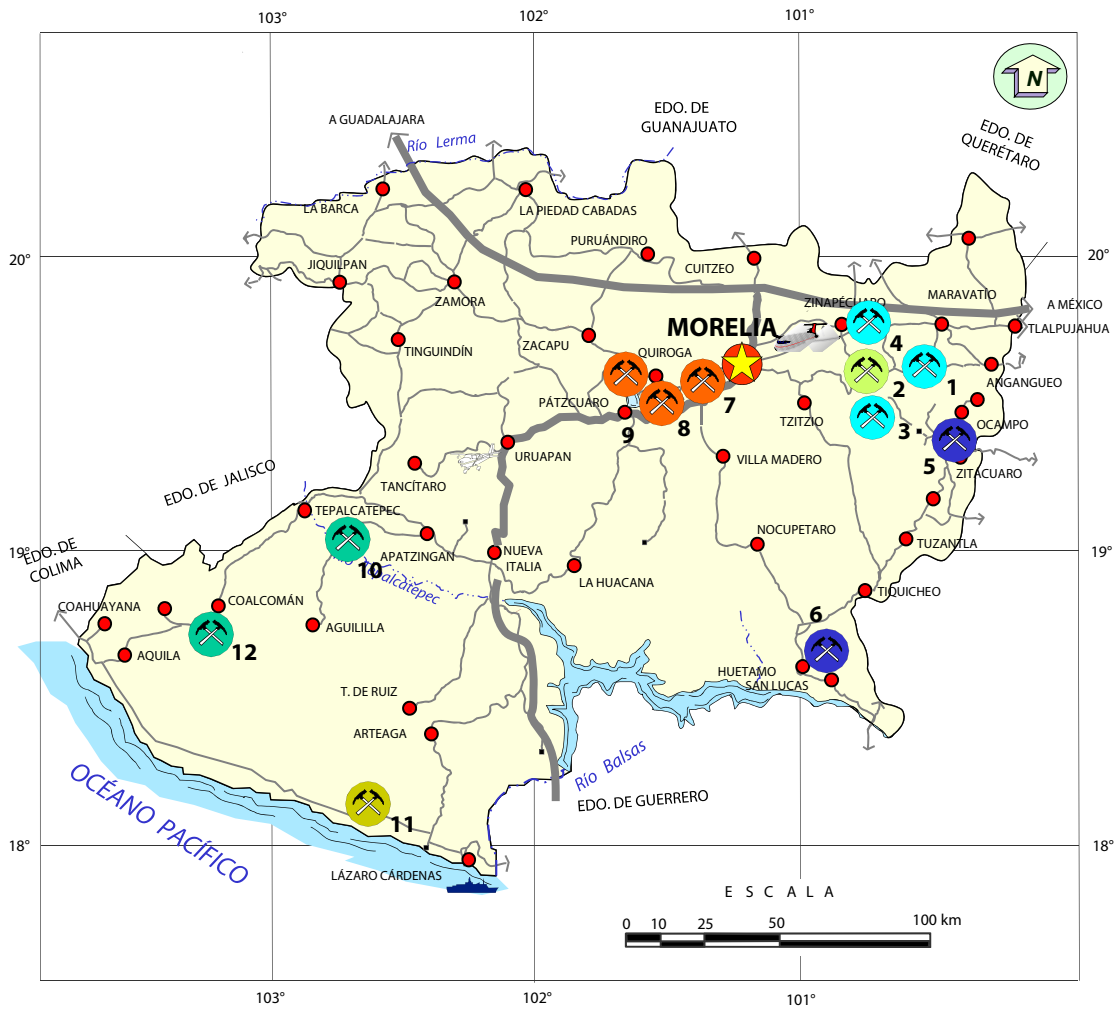 103°
102°
101°
N
A GUADALAJARA
Río Lerma
EDO. DE
GUANAJUATO
EDO. DE
QUERÉTARO
LA BARCA
LA PIEDAD CABADAS
PURUÁNDIRO
20°
20°
JIQUILPAN
CUITZEO
ZAMORA
ZINAPÉCHARO
MARAVATÍO
A MÉXICO
TLALPUJAHUA
MORELIA
TINGUINDÍN
ZACAPU
QUIROGA
4
2
1
ANGANGUEO
PÁTZCUARO
7
TZITZIO
9
8
3
OCAMPO
5
URUAPAN
VILLA MADERO
ZITACUARO
EDO. DE JALISCO
TANCÍTARO
TEPALCATEPEC
NOCUPETARO
TUZANTLA
19°
19°
EDO. DE
COLIMA
APATZINGAN
NUEVA
ITALIA
10
Río Tepalcatepec
LA HUACANA
TIQUICHEO
COAHUAYANA
COALCOMÁN
AGUILILLA
6
12
AQUILA
HUETAMO
SAN LUCAS
T. DE RUIZ
ARTEAGA
Río Balsas
OCÉANO PACÍFICO
EDO. DE GUERRERO
11
18°
18°
LÁZARO CÁRDENAS
E S C A L A
0 10 25 50 100 km
103°
102°
101°